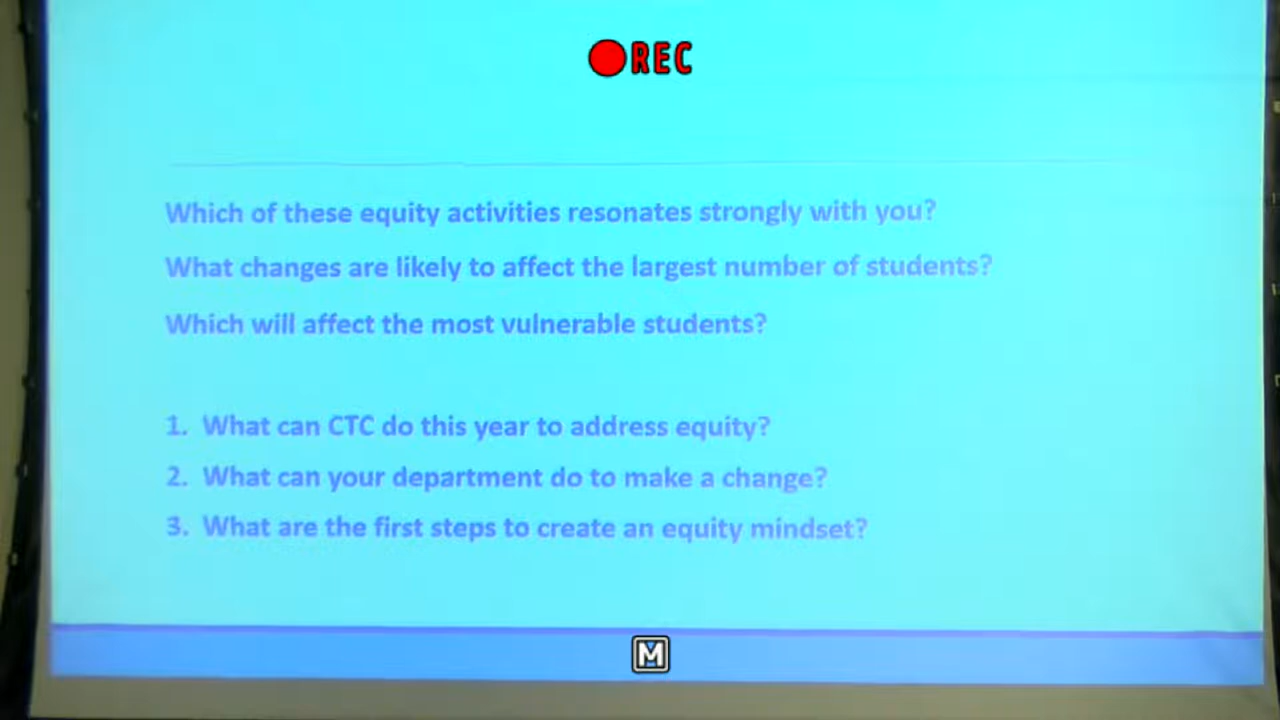 REC
Which of these equity activities resonates strongly with you?
What changes are likely to affect the largest number of students?
Which will affect the most vulnerable students?
1. What can CTC do this year to address equity?
2. What can your department do to make a change?
3. What are the first steps to create an equity mindset?
M